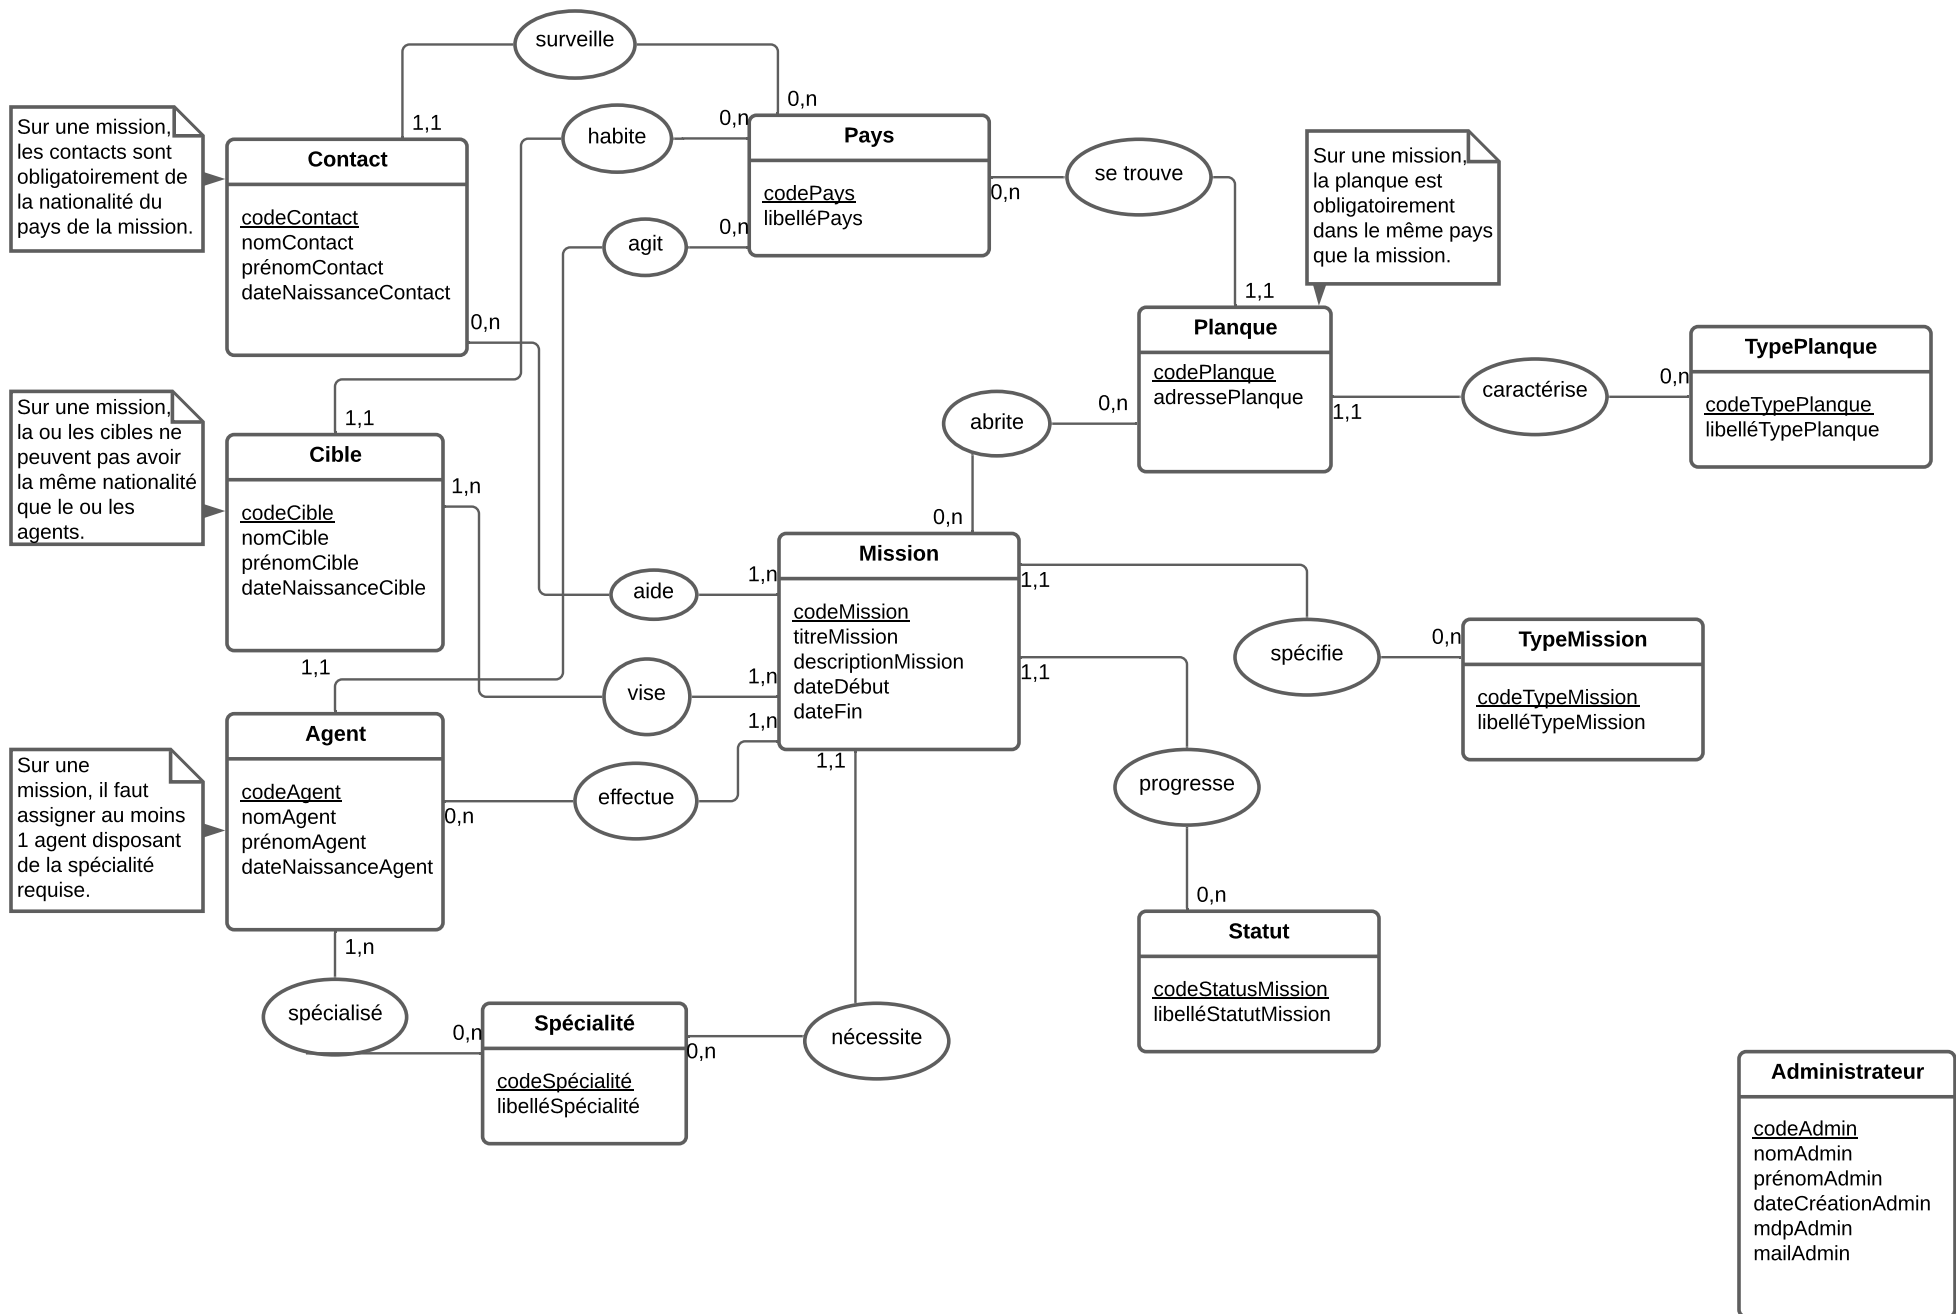 surveille
1,1
0,n
Sur une mission,
les contacts sont
obligatoirement de
la nationalité du
pays de la mission.
Contact
codeContact
nomContact
prénomContact
dateNaissanceContact
0,n
habite
0,n
agit
0,n
Pays
codePays
libelléPays
0,n
se trouve
1,1
Sur une mission,
la planque est
obligatoirement
dans le même pays
que la mission.
Planque
codePlanque
adressePlanque
1,1
caractérise
0,n
TypePlanque
codeTypePlanque
libelléTypePlanque
abrite
0,n
0,n
Sur une mission,
la ou les cibles ne
peuvent pas avoir
la même nationalité
que le ou les
agents.
1,1
Cible
codeCible
nomCible
prénomCible
dateNaissanceCible
1,n
aide
1,n
vise
1,n
1,n
Mission
codeMission
titreMission
descriptionMission
dateDébut
dateFin
1,1
1,1
1,1
spécifie
0,n
TypeMission
codeTypeMission
libelléTypeMission
progresse
0,n
Statut
codeStatusMission
libelléStatutMission
Sur une
mission, il faut
assigner au moins
1 agent disposant
de la spécialité
requise.
1,1
Agent
codeAgent
nomAgent
prénomAgent
dateNaissanceAgent
0,n
effectue
1,n
spécialisé
0,n
Spécialité
codeSpécialité
libelléSpécialité
0,n
nécessite
Administrateur
codeAdmin
nomAdmin
prénomAdmin
dateCréationAdmin
mdpAdmin
mailAdmin